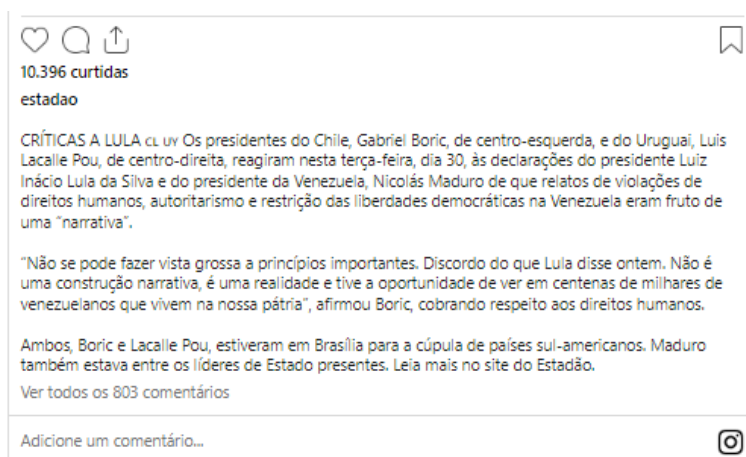 10.396 curtidas
estadao
CRÍTICAS A LULA CL UY Os presidentes do Chile, Gabriel Boric, de centro-esquerda, e do Uruguai, Luis
Lacalle Pou, de centro-direita, reagiram nesta terça-feira, dia 30, às declarações do presidente Luiz
Inácio Lula da Silva e do presidente da Venezuela, Nicolás Maduro de que relatos de violações de
direitos humanos, autoritarismo e restrição das liberdades democráticas na Venezuela eram fruto de
uma “narrativa”.
“Não se pode fazer vista grossa a princípios importantes. Discordo do que Lula disse ontem. Não é
uma construção narrativa, é uma realidade e tive a oportunidade de ver em centenas de milhares de
venezuelanos que vivem na nossa pátria”, afirmou Boric, cobrando respeito aos direitos humanos.
Ambos, Boric e Lacalle Pou, estiveram em Brasília para a cúpula de países sul-americanos. Maduro
também estava entre os líderes de Estado presentes. Leia mais no site do Estadão.
Ver todos os 803 comentários
Adicione um comentário...